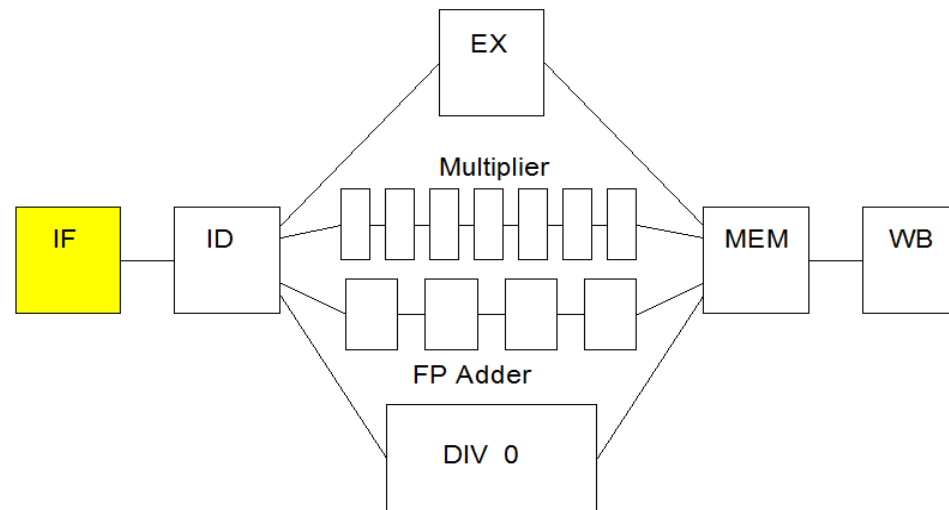 EX
Multiplier
IF
ID
MEM
WB
FP Adder
DIV 0